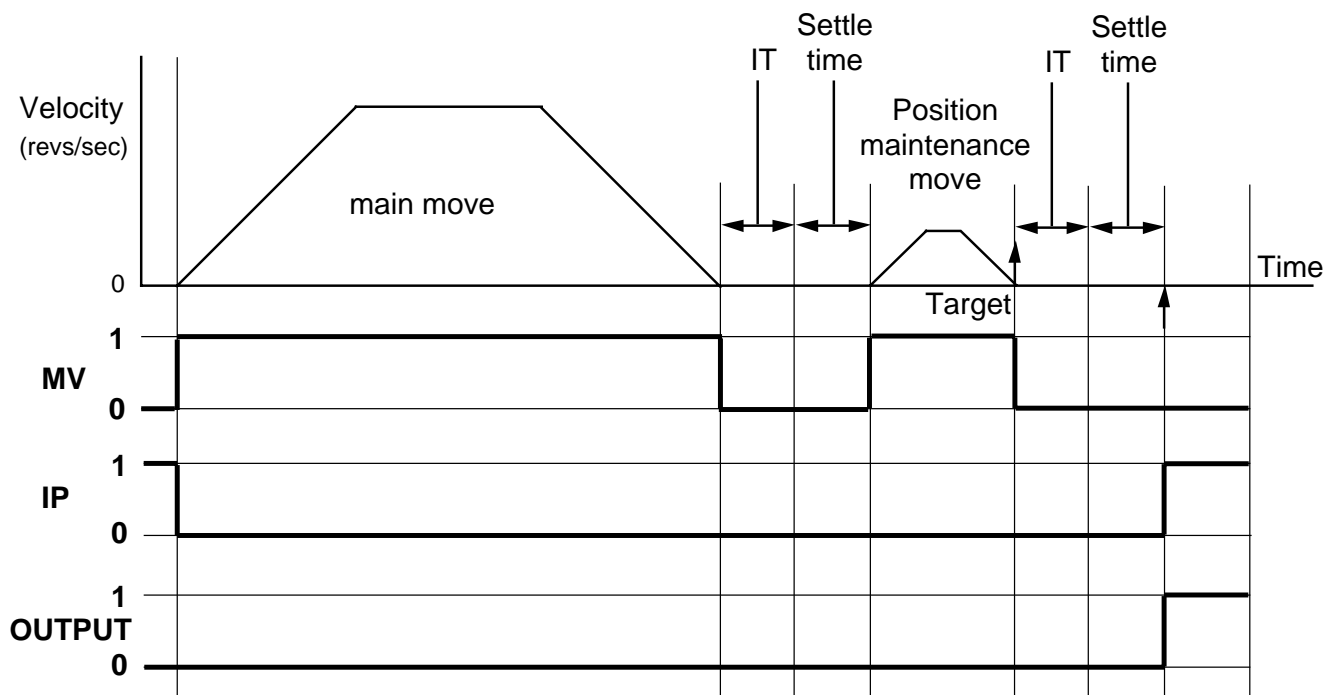 Settle
time
IT
Settle
time
IT
Velocity
(revs/sec)
Position
maintenance
move
main move
0
Time
Target
1
MV
0
1
IP
0
1
OUTPUT
0